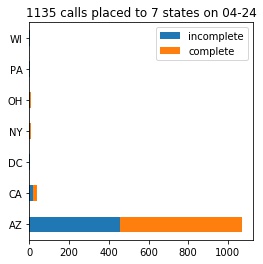 1135 calls placed to 7 states on 04-24
incomplete
complete
WI
PA
OH
NY
DC
CA
AZ
0 200 400 600 800 1000